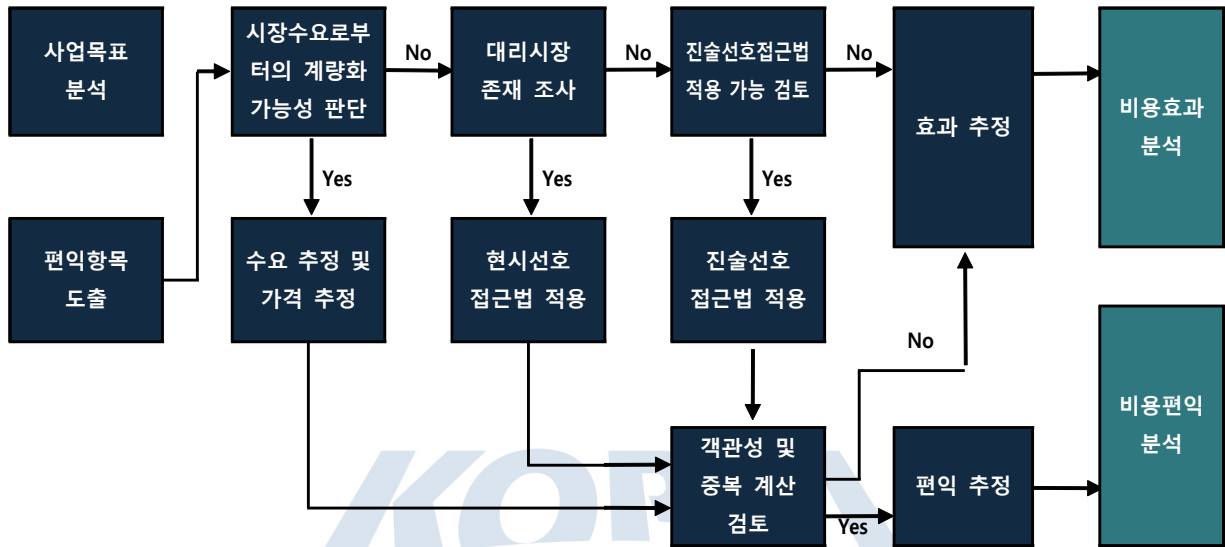 사업목표
분석
시장수요로부
터의 계량화
가능성 판단
No
대리시장
존재 조사
No
진술선호접근법
적용 가능 검토
No
효과 추정
비용효과
분석
Yes
Yes
Yes
편익항목
도출
수요 추정 및
가격 추정
현시선호
접근법 적용
진술선호
접근법 적용
No
객관성 및
중복 계산
검토
Yes
편익 추정
비용편익
분석